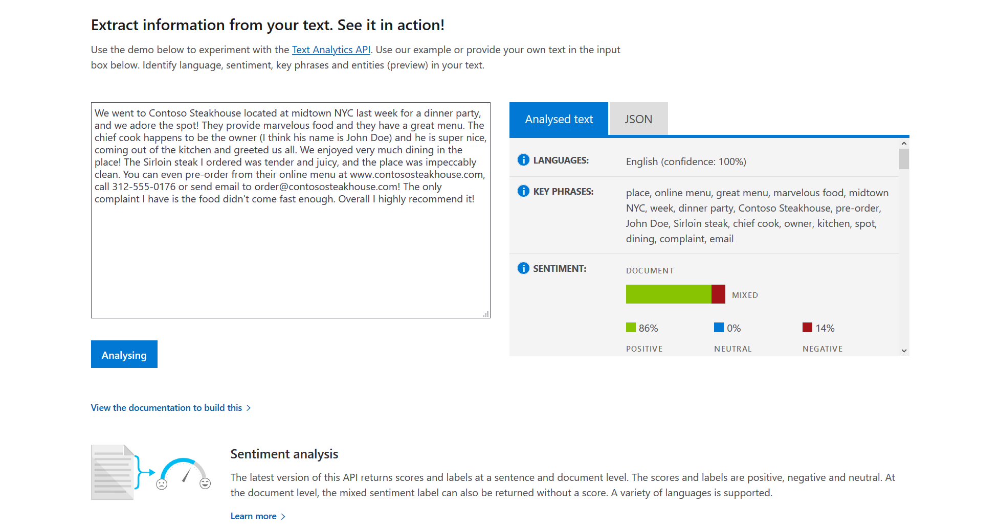 Extract information from your text. See it in action!
Use the demo below to experiment with the Text Analytics API. Use our example or provide your own text in the input
box below. Identify language, sentiment, key phrases and entities (preview) in your text.
We went to Contoso Steakhouse located at midtown NYC last week for a dinner party,
and we adore the spot! They provide marvelous food and they have a great menu. The
chief cook happens to be the owner (I think his name is John Doe) and he is super nice,
coming out of the kitchen and greeted us all. We enjoyed very much dining in the
place! The Sirloin steak I ordered was tender and juicy, and the place was impeccably
clean. You can even pre-order from their online menu at www.contososteakhouse.com,
call 312-555-0176 or send email to order@contososteakhouse.com! The only
complaint I have is the food didn't come fast enough. Overall I highly recommend it!
Analysing
Analysed text JSON
LANGUAGES: English (confidence: 100%)
KEY PHRASES: place, online menu, great menu, marvelous food, midtown
NYC, week, dinner party, Contoso Steakhouse, pre-order,
John Doe, Sirloin steak, chief cook, owner, kitchen, spot,
dining, complaint, email
SENTIMENT: DOCUMENT
MIXED
86% 0% 14%
POSITIVE NEUTRAL NEGATIVE
View the documentation to build this
Sentiment analysis
The latest version of this API returns scores and labels at a sentence and document level. The scores and labels are positive, negative and neutral. At
the document level, the mixed sentiment label can also be returned without a score. A variety of languages is supported.
Learn more